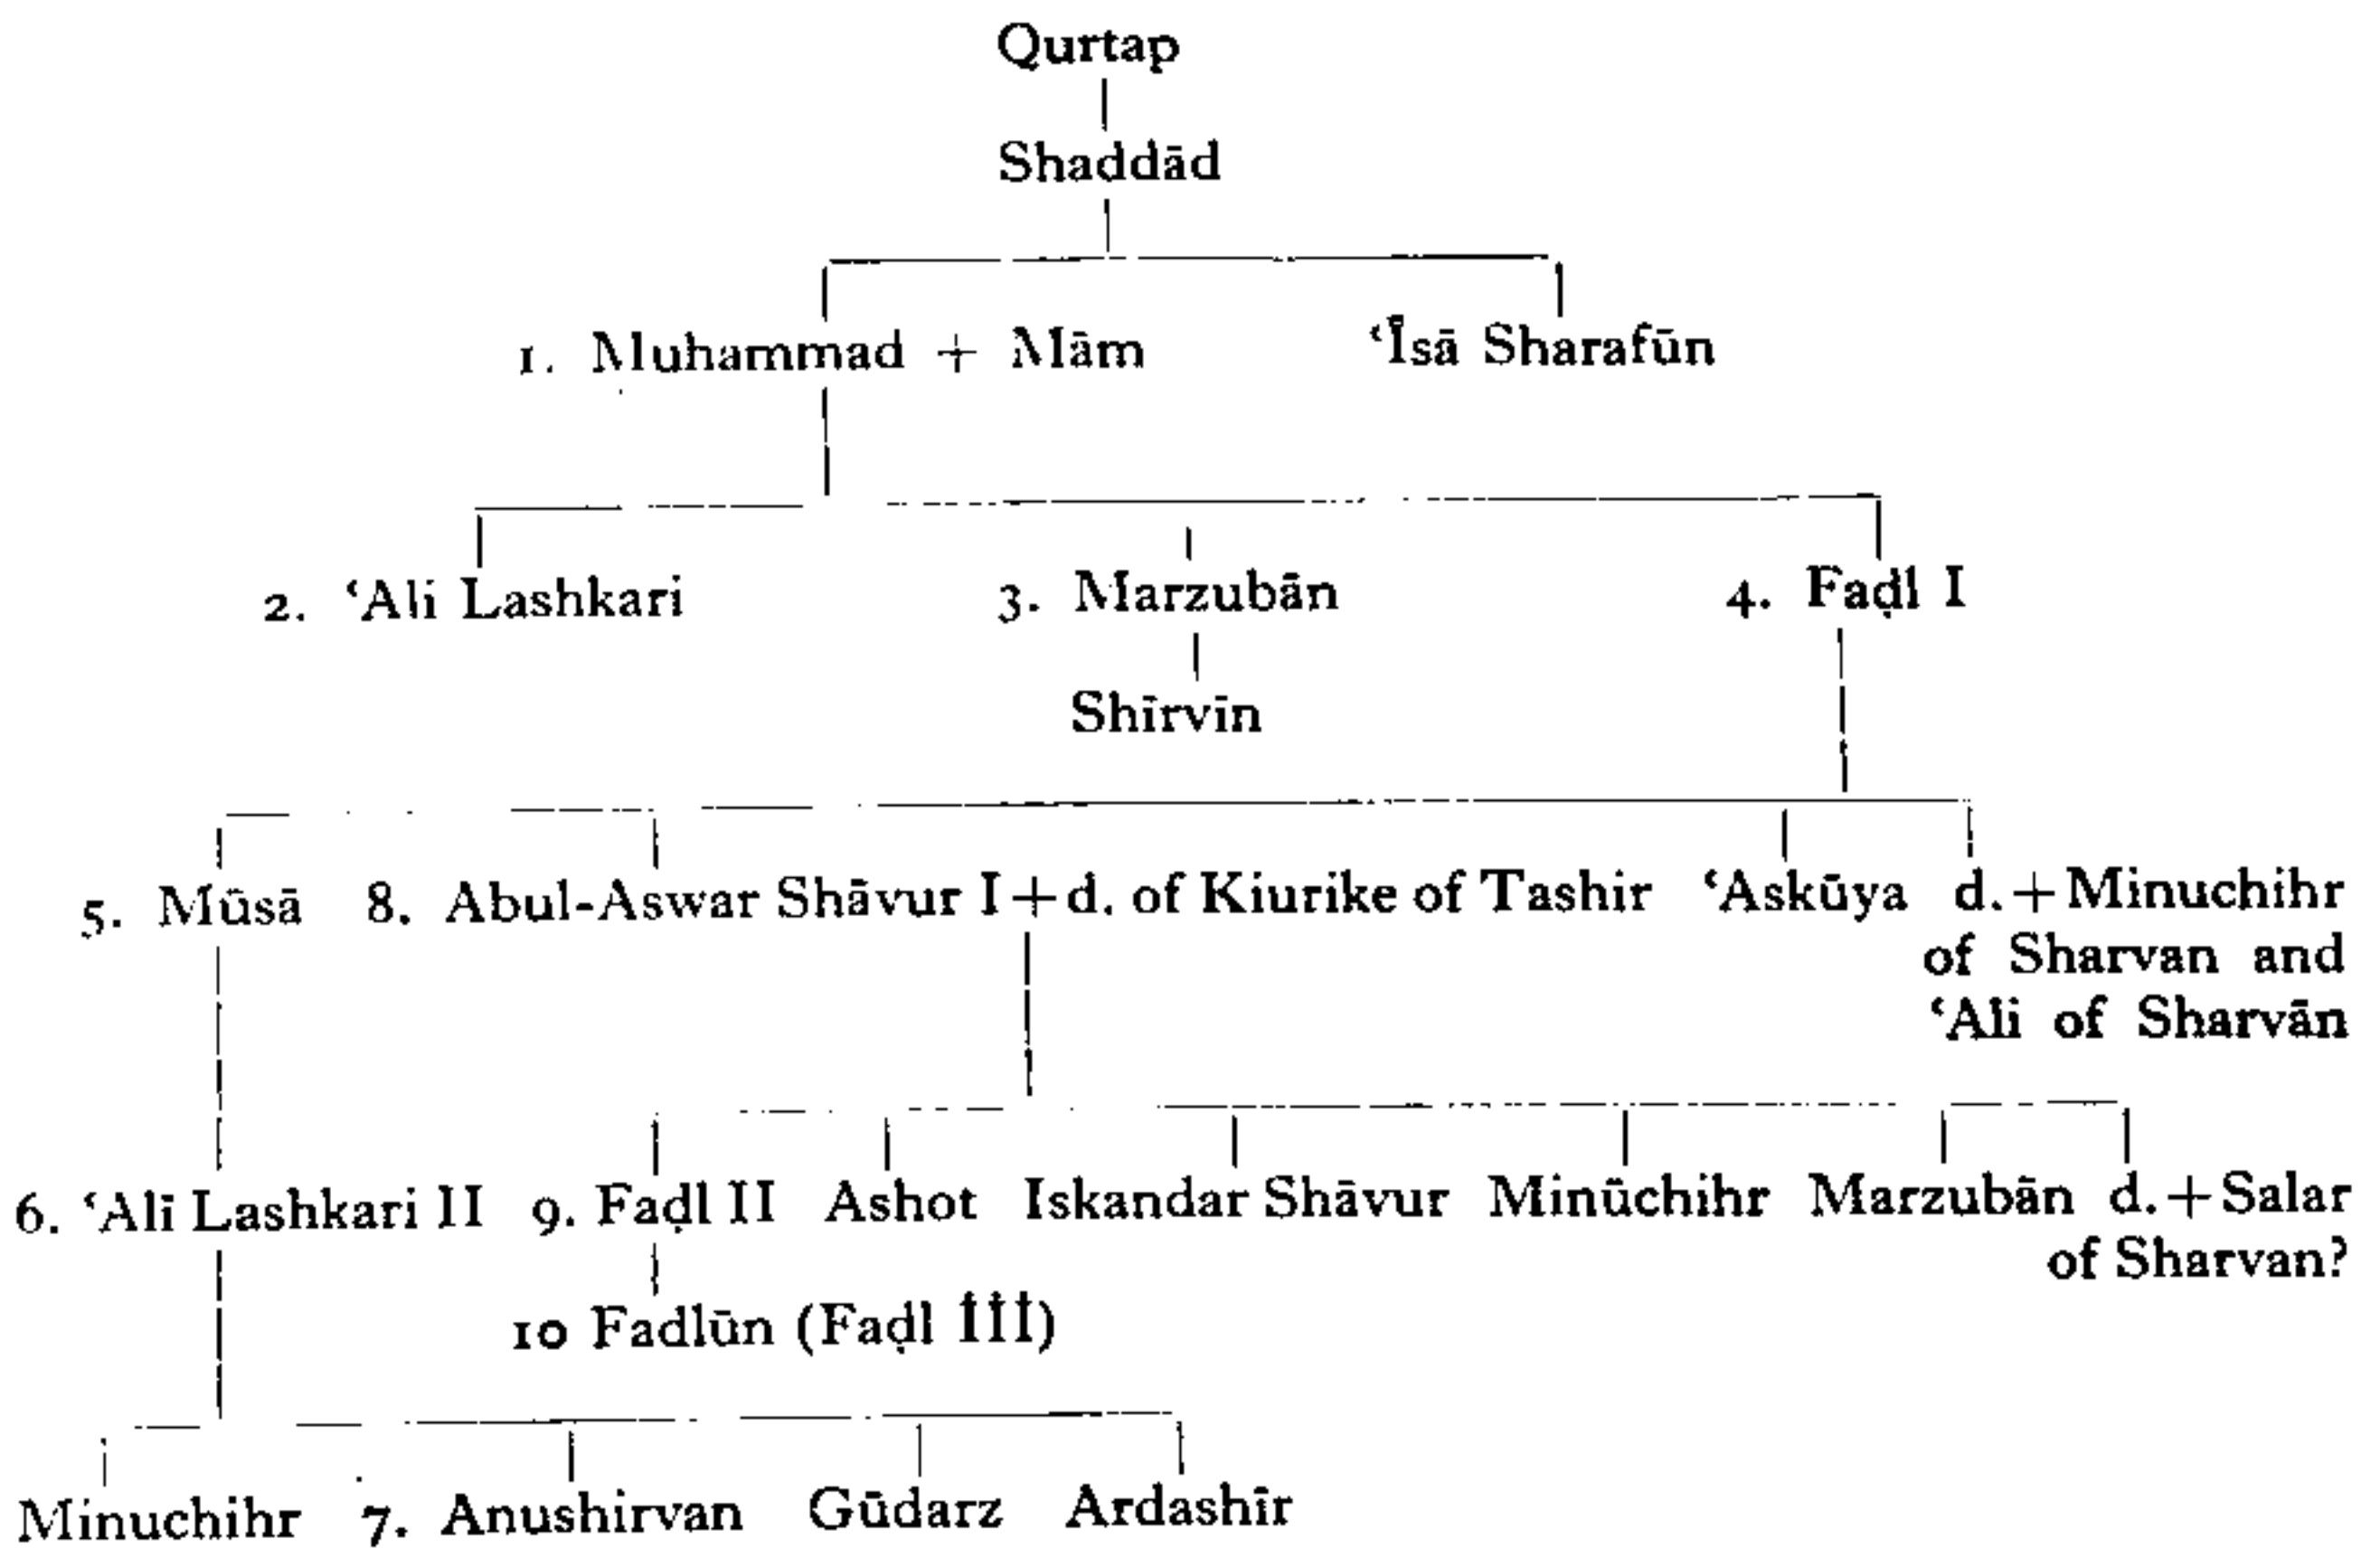 Qurtap
Shaddād
1. Muhammad + Mām ‘Īsā Sharafūn
2. ‘Ali Lashkari 3. Marzubān 4. Faḍl I
Shīrvīn
5. Mūsā 8. Abul-Aswar Shāvur I + d. of Kiurike of Tashir ‘Askūya d. + Minuchihr
of Sharvan and
‘Ali of Sharvān
6. ‘Ali Lashkari II 9. Faḍl II Ashot Iskandar Shāvur Minūchihr Marzubān d. + Salar
of Sharvan?
10 Fadlūn (Faḍl III)
Minuchihr 7. Anushirvan Gūdarz Ardashīr